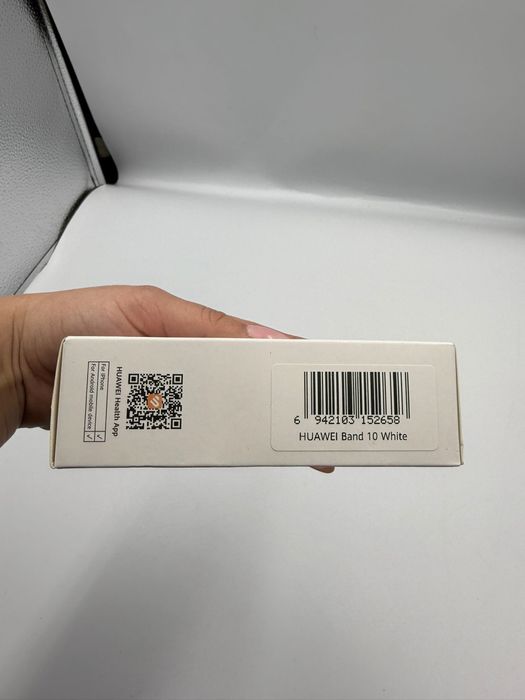 HUAWEI Health App
For iPhone ✓
For Android mobile device ✓
6 942103 152658
HUAWEI Band 10 White